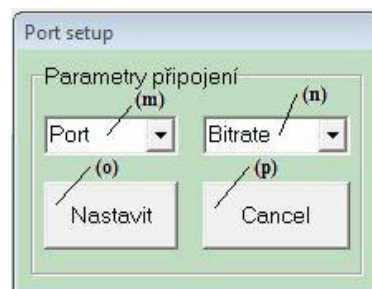 Port setup
Parametry připojení
(m) (n)
Port Bitrate
(o) (p)
Nastavit Cancel